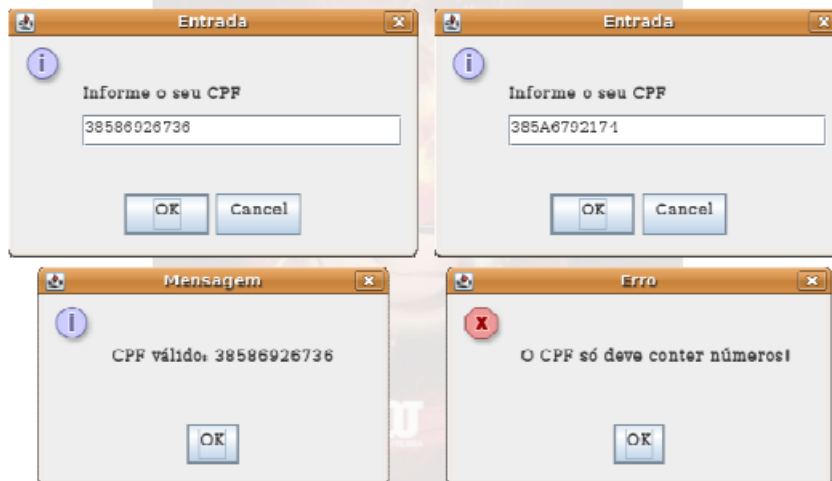 Entrada
Informe o seu CPF
38586926736
OK Cancel
Entrada
Informe o seu CPF
385A6792174
OK Cancel
Mensagem
CPF válido: 38586926736
OK
Erro
O CPF só deve conter números!
OK